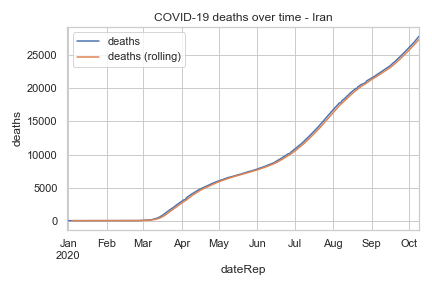 COVID-19 deaths over time - Iran
deaths
deaths (rolling)
25000
20000
15000
10000
5000
0
deaths
Jan Feb Mar Apr May Jun Jul Aug Sep Oct
2020
dateRep